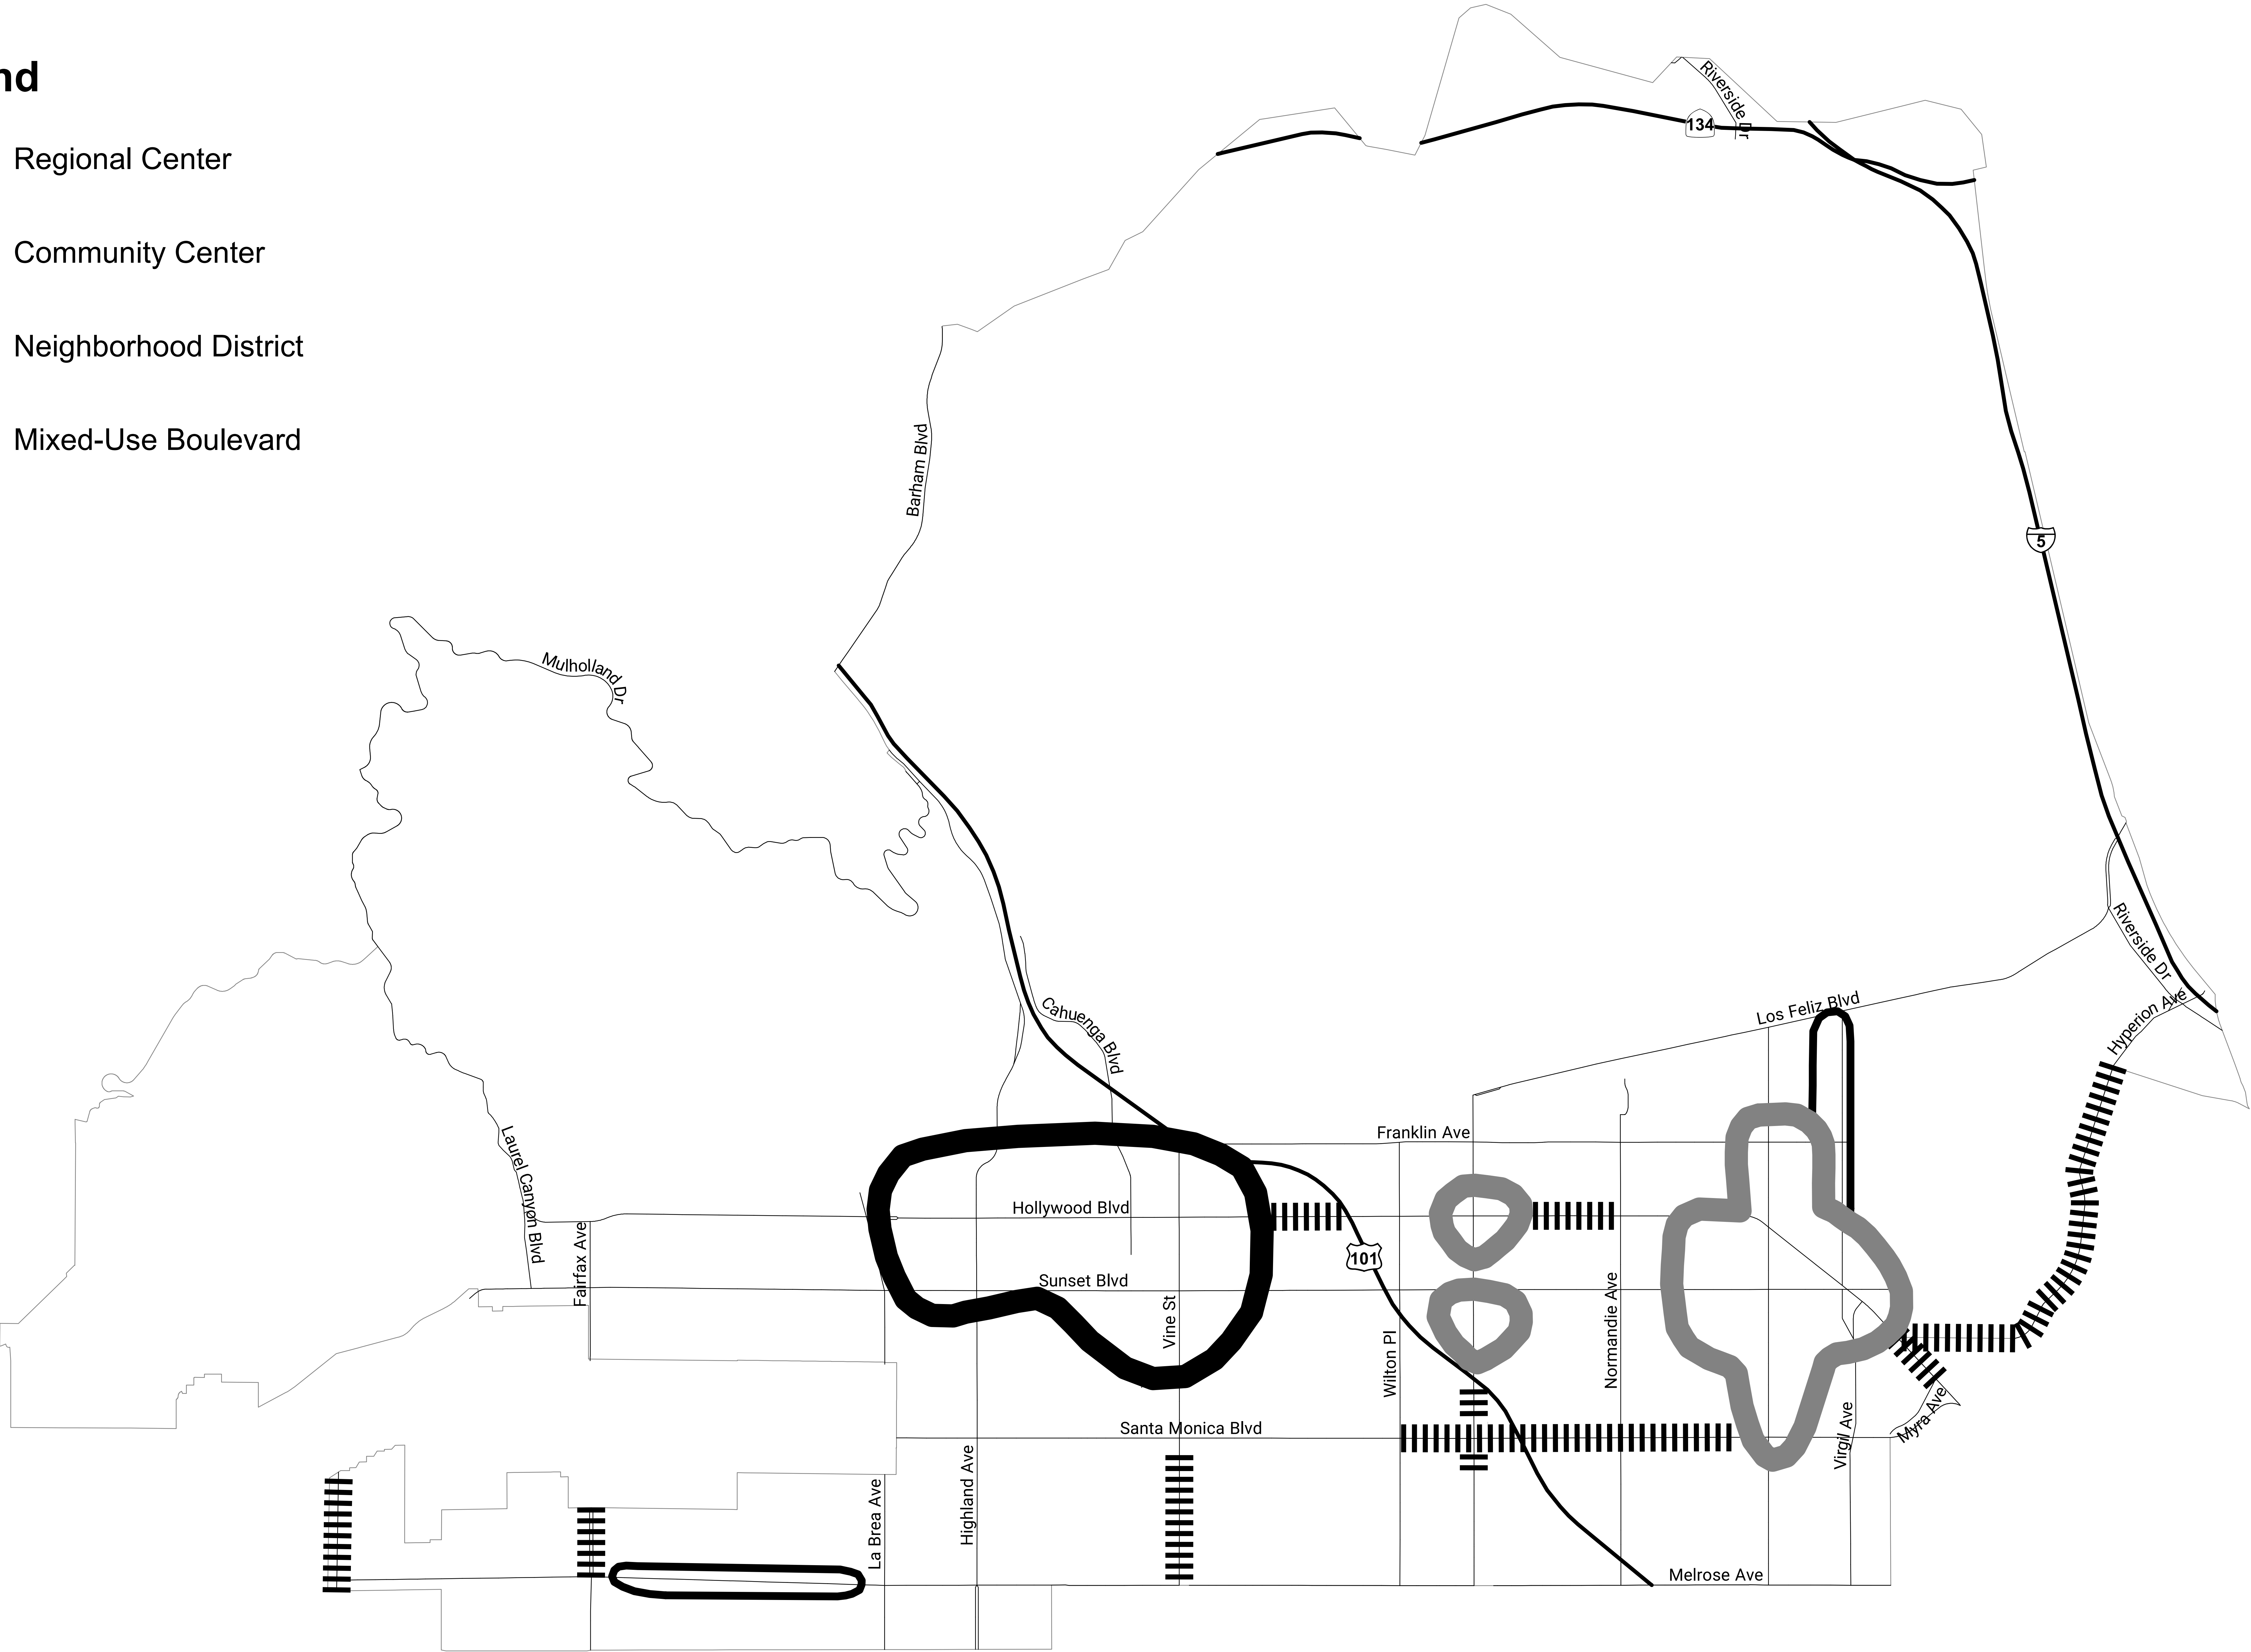 nd
Regional Center
Community Center
Neighborhood District
Mixed-Use Boulevard
Riverside Dr
134
Barham Blvd
5
Mulholland Dr
Riverside Dr
Los Feliz Blvd
Hyperion Ave
Cahuenga Blvd
Laurel Canyon Blvd
Franklin Ave
Hollywood Blvd
Fairfax Ave
101
Sunset Blvd
Vine St
Wilton Pl
Normandie Ave
Santa Monica Blvd
Virgil Ave
Myra Ave
La Brea Ave
Highland Ave
Melrose Ave